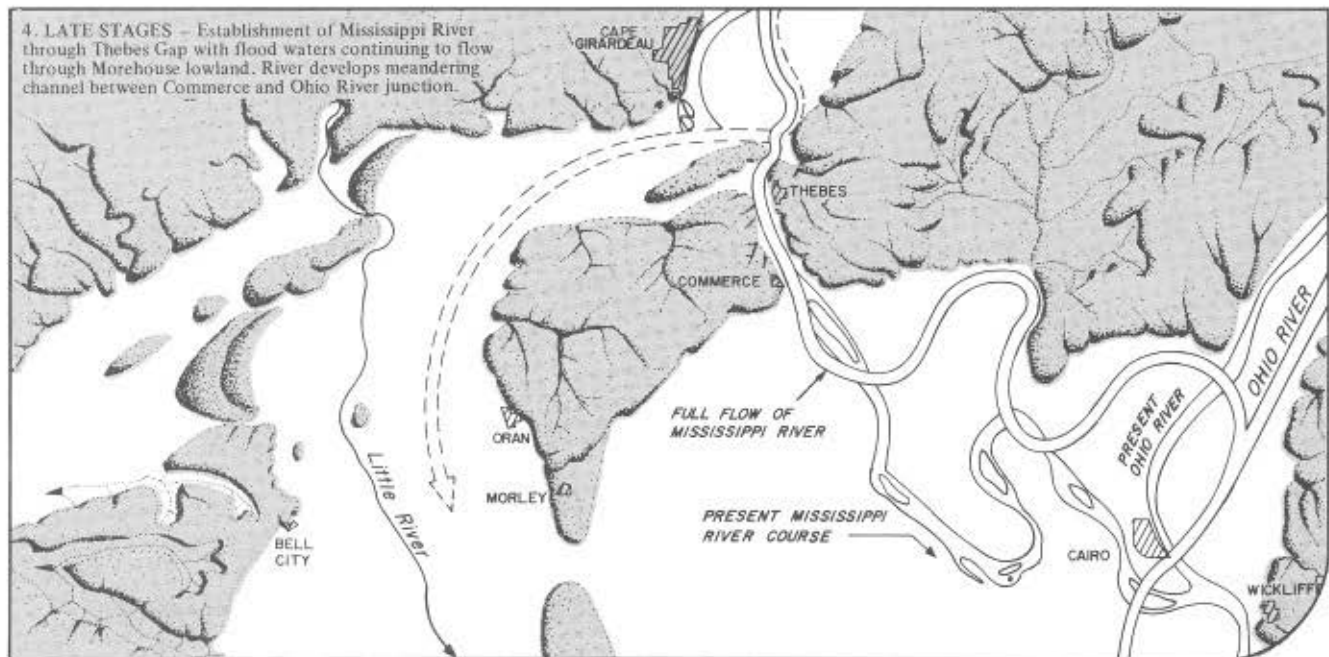 4. LATE STAGES – Establishment of Mississippi River
through Thebes Gap with flood waters continuing to flow
through Morehouse lowland. River develops meandering
channel between Commerce and Ohio River junction.
CAPE
GIRARDEAU
THEBES
COMMERCE
OHIO RIVER
FULL FLOW OF
MISSISSIPPI RIVER
PRESENT
OHIO RIVER
ORAN
Little River
MORLEY
PRESENT MISSISSIPPI
RIVER COURSE
BELL
CITY
CAIRO
WICKLIFFE